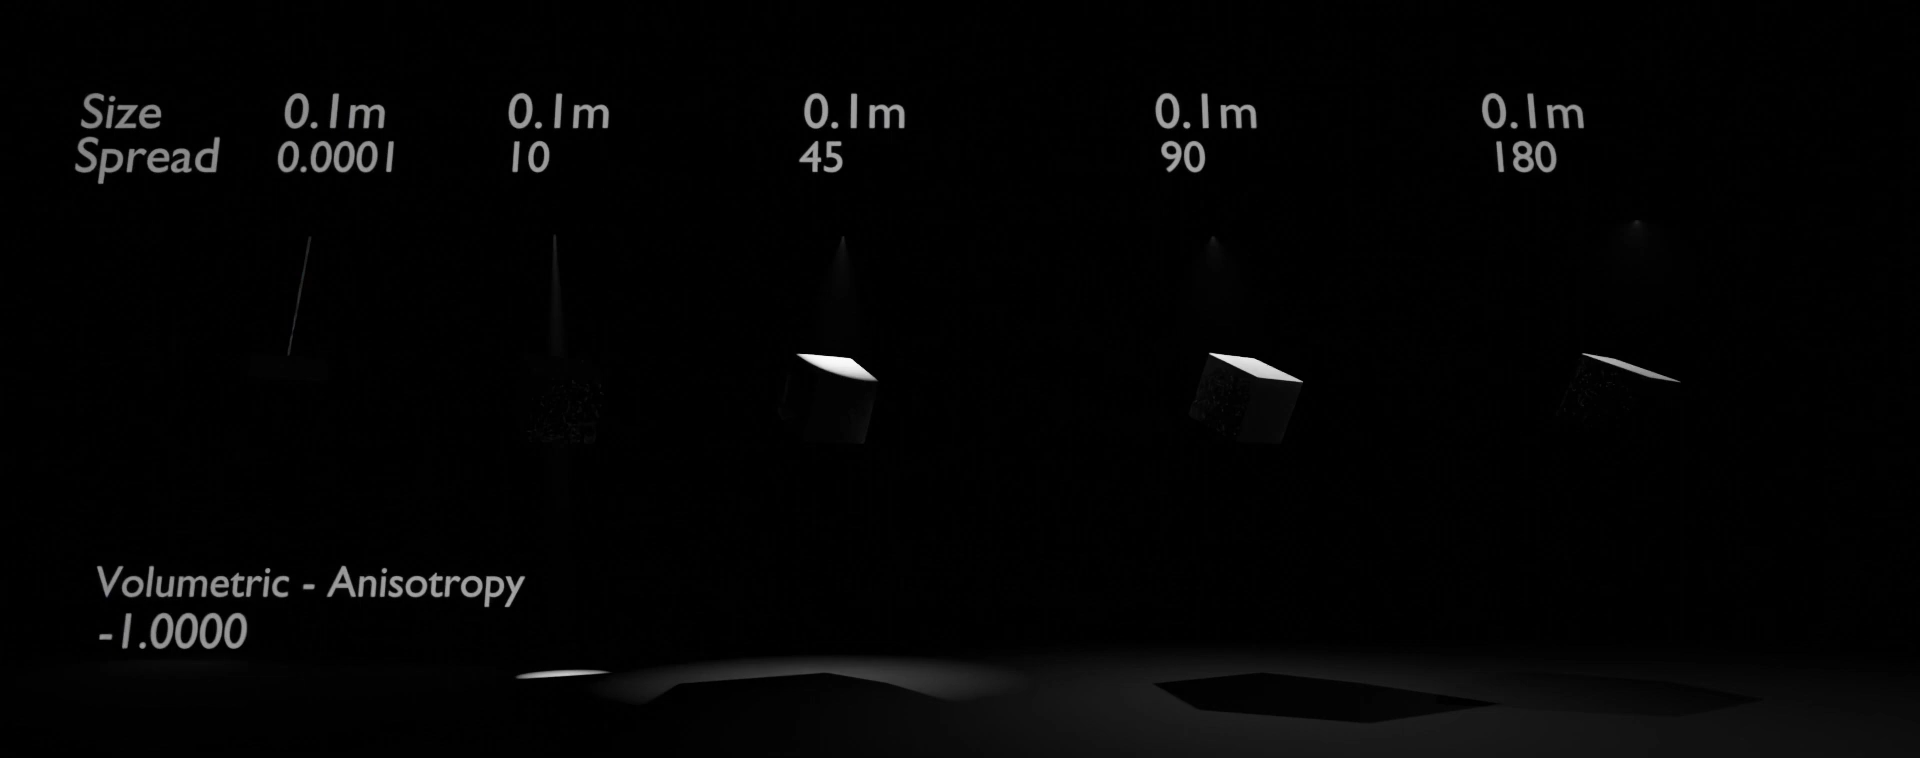 Size 0.1m 0.1m 0.1m 0.1m 0.1m
Spread 0.0001 10 45 90 180
Volumetric - Anisotropy
-1.0000